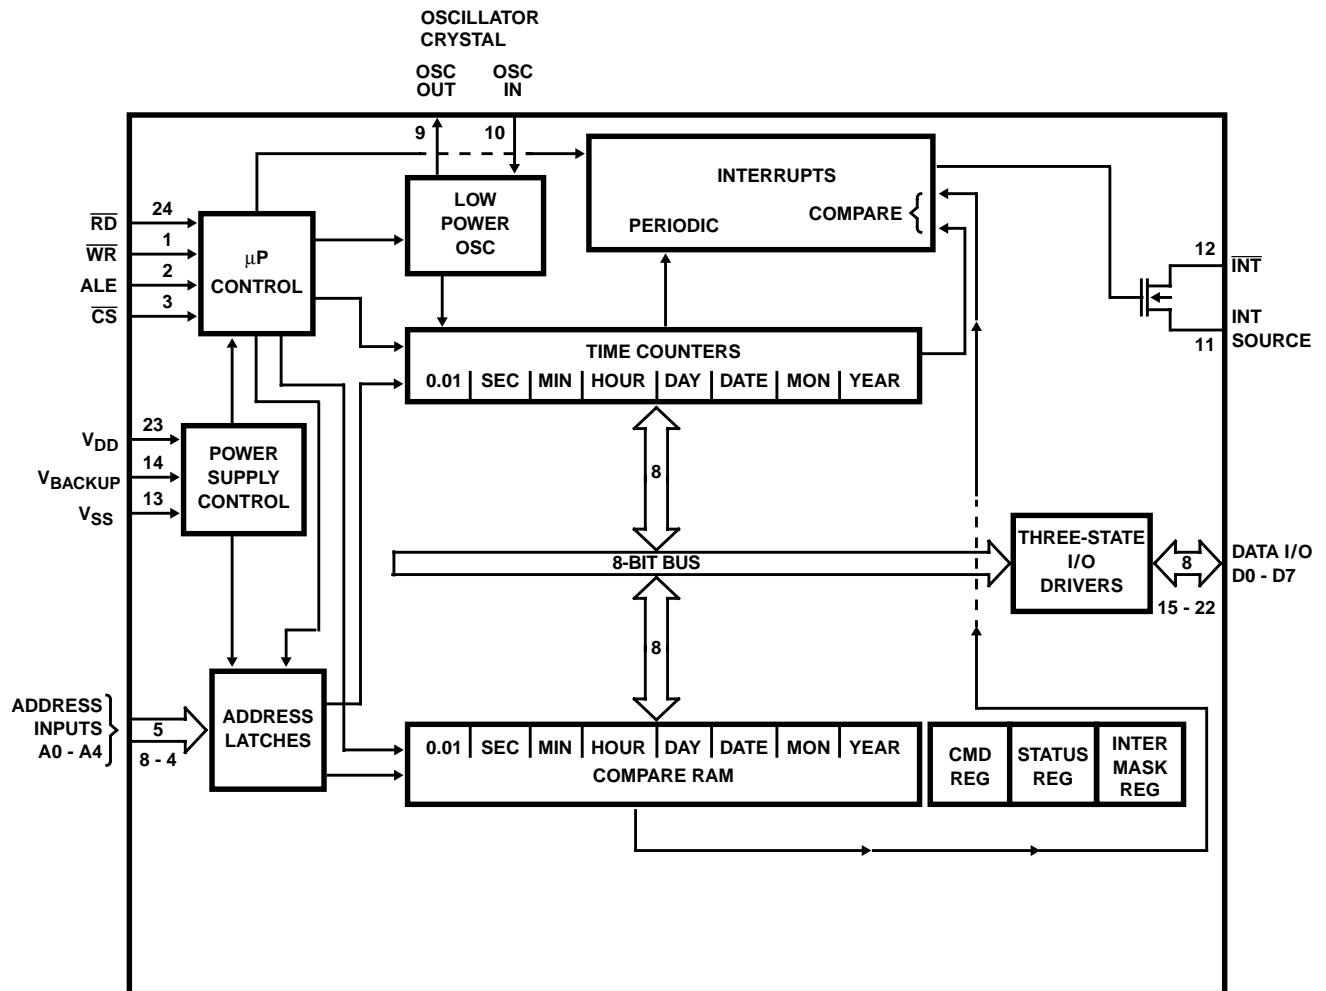 OSCILLATOR
CRYSTAL
OSC
OUT
OSC
IN
9
10
INTERRUPTS
COMPARE
PERIODIC
LOW
POWER
OSC
RD
24
WR
1
ALE
2
CS
3
μP
CONTROL
12
INT
INT
SOURCE
11
TIME COUNTERS
0.01 SEC MIN HOUR DAY DATE MON YEAR
VDD
23
VBACKUP
14
VSS
13
POWER
SUPPLY
CONTROL
8
8-BIT BUS
THREE-STATE
I/O
DRIVERS
8
DATA I/O
D0 - D7
15 - 22
8
ADDRESS
INPUTS
A0 - A4
5
8 - 4
ADDRESS
LATCHES
0.01 SEC MIN HOUR DAY DATE MON YEAR
COMPARE RAM
CMD
REG
STATUS
REG
INTER
MASK
REG